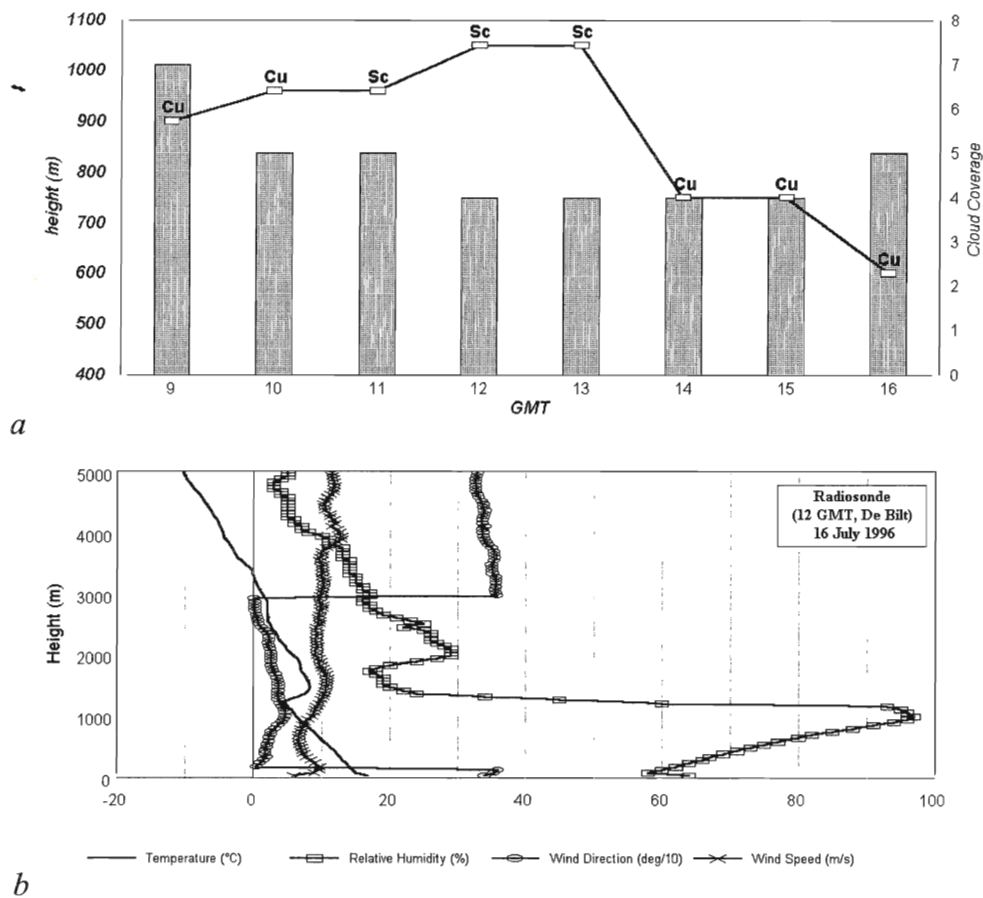 1100
1000
900
800
700
600
500
400
height (m)
Cu
Cu
Sc
Sc
Sc
Cu
Cu
Cu
8
7
6
5
4
3
2
1
0
Cloud Coverage
9 10 11 12 13 14 15 16
GMT
a
5000
4000
3000
2000
1000
0
Height (m)
Radiosonde
(12 GMT, De Bilt)
16 July 1996
-20 0 20 40 60 80 100
Temperature (°C) Relative Humidity (%) Wind Direction (deg/10) Wind Speed (m/s)
b